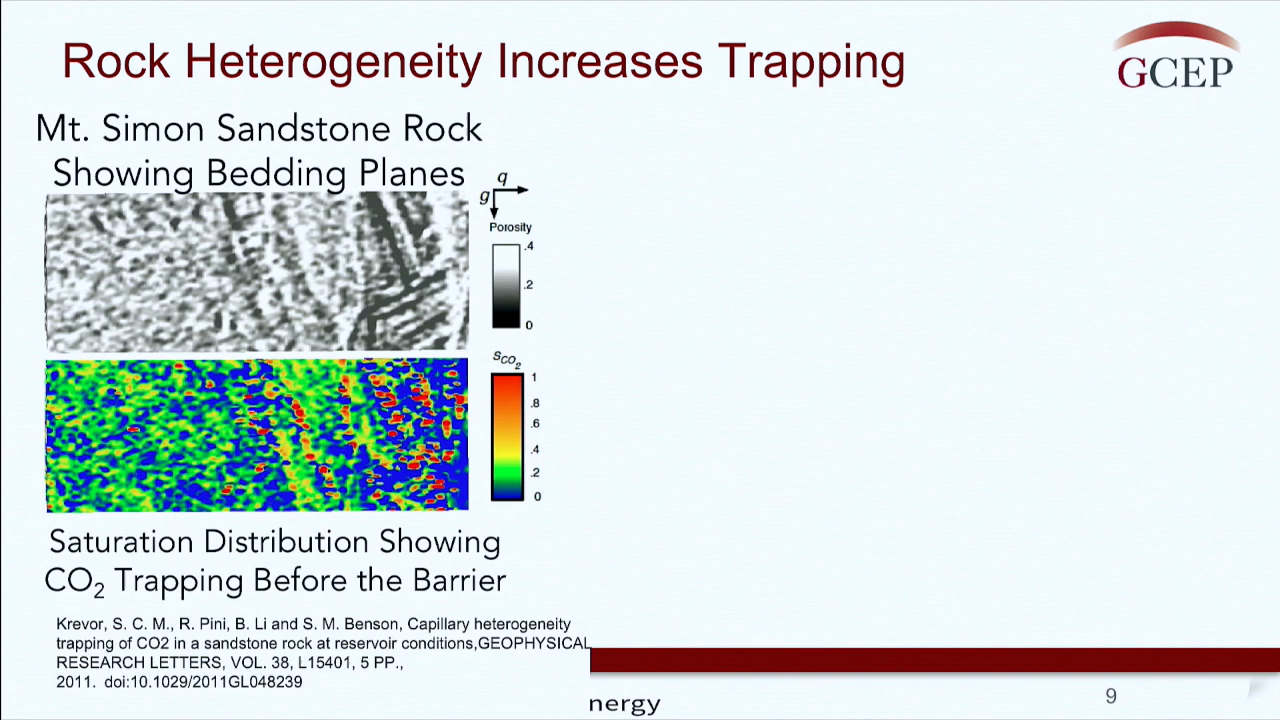 Rock Heterogeneity Increases Trapping
GCEP
Mt. Simon Sandstone Rock
Showing Bedding Planes
q
g
Porosity
.4
.2
0
SCO2
1
.8
.6
.4
.2
0
Saturation Distribution Showing
CO2 Trapping Before the Barrier
Krevor, S. C. M., R. Pini, B. Li and S. M. Benson, Capillary heterogeneity
trapping of CO2 in a sandstone rock at reservoir conditions,GEOPHYSICAL
RESEARCH LETTERS, VOL. 38, L15401, 5 PP.,
2011. doi:10.1029/2011GL048239
nergy
9